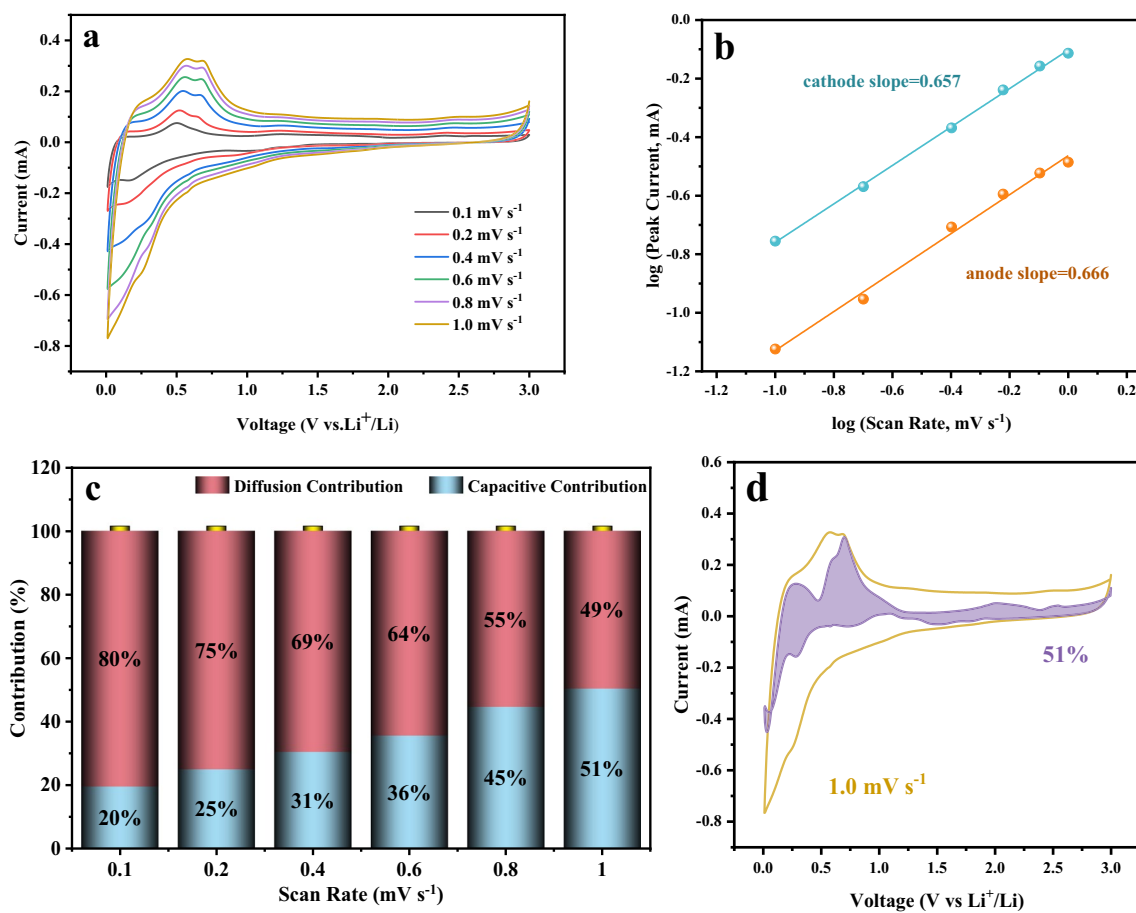 a
0.4
0.2
0.0
-0.2
-0.4
-0.6
-0.8
Current (mA)
0.1 mV s⁻¹
0.2 mV s⁻¹
0.4 mV s⁻¹
0.6 mV s⁻¹
0.8 mV s⁻¹
1.0 mV s⁻¹
0.0 0.5 1.0 1.5 2.0 2.5 3.0
Voltage (V vs.Li⁺/Li)
b
0.0
-0.2
-0.4
-0.6
-0.8
-1.0
-1.2
log (Peak Current, mA)
cathode slope=0.657
anode slope=0.666
-1.2 -1.0 -0.8 -0.6 -0.4 -0.2 0.0 0.2
log (Scan Rate, mV s⁻¹)
c
Diffusion Contribution Capacitive Contribution
120
100
80
60
40
20
0
Contribution (%)
80% 75% 69% 64% 55% 49%
20% 25% 31% 36% 45% 51%
0.1 0.2 0.4 0.6 0.8 1
Scan Rate (mV s⁻¹)
d
0.6
0.4
0.2
0.0
-0.2
-0.4
-0.6
-0.8
Current (mA)
51%
1.0 mV s⁻¹
0.0 0.5 1.0 1.5 2.0 2.5 3.0
Voltage (V vs Li⁺/Li)